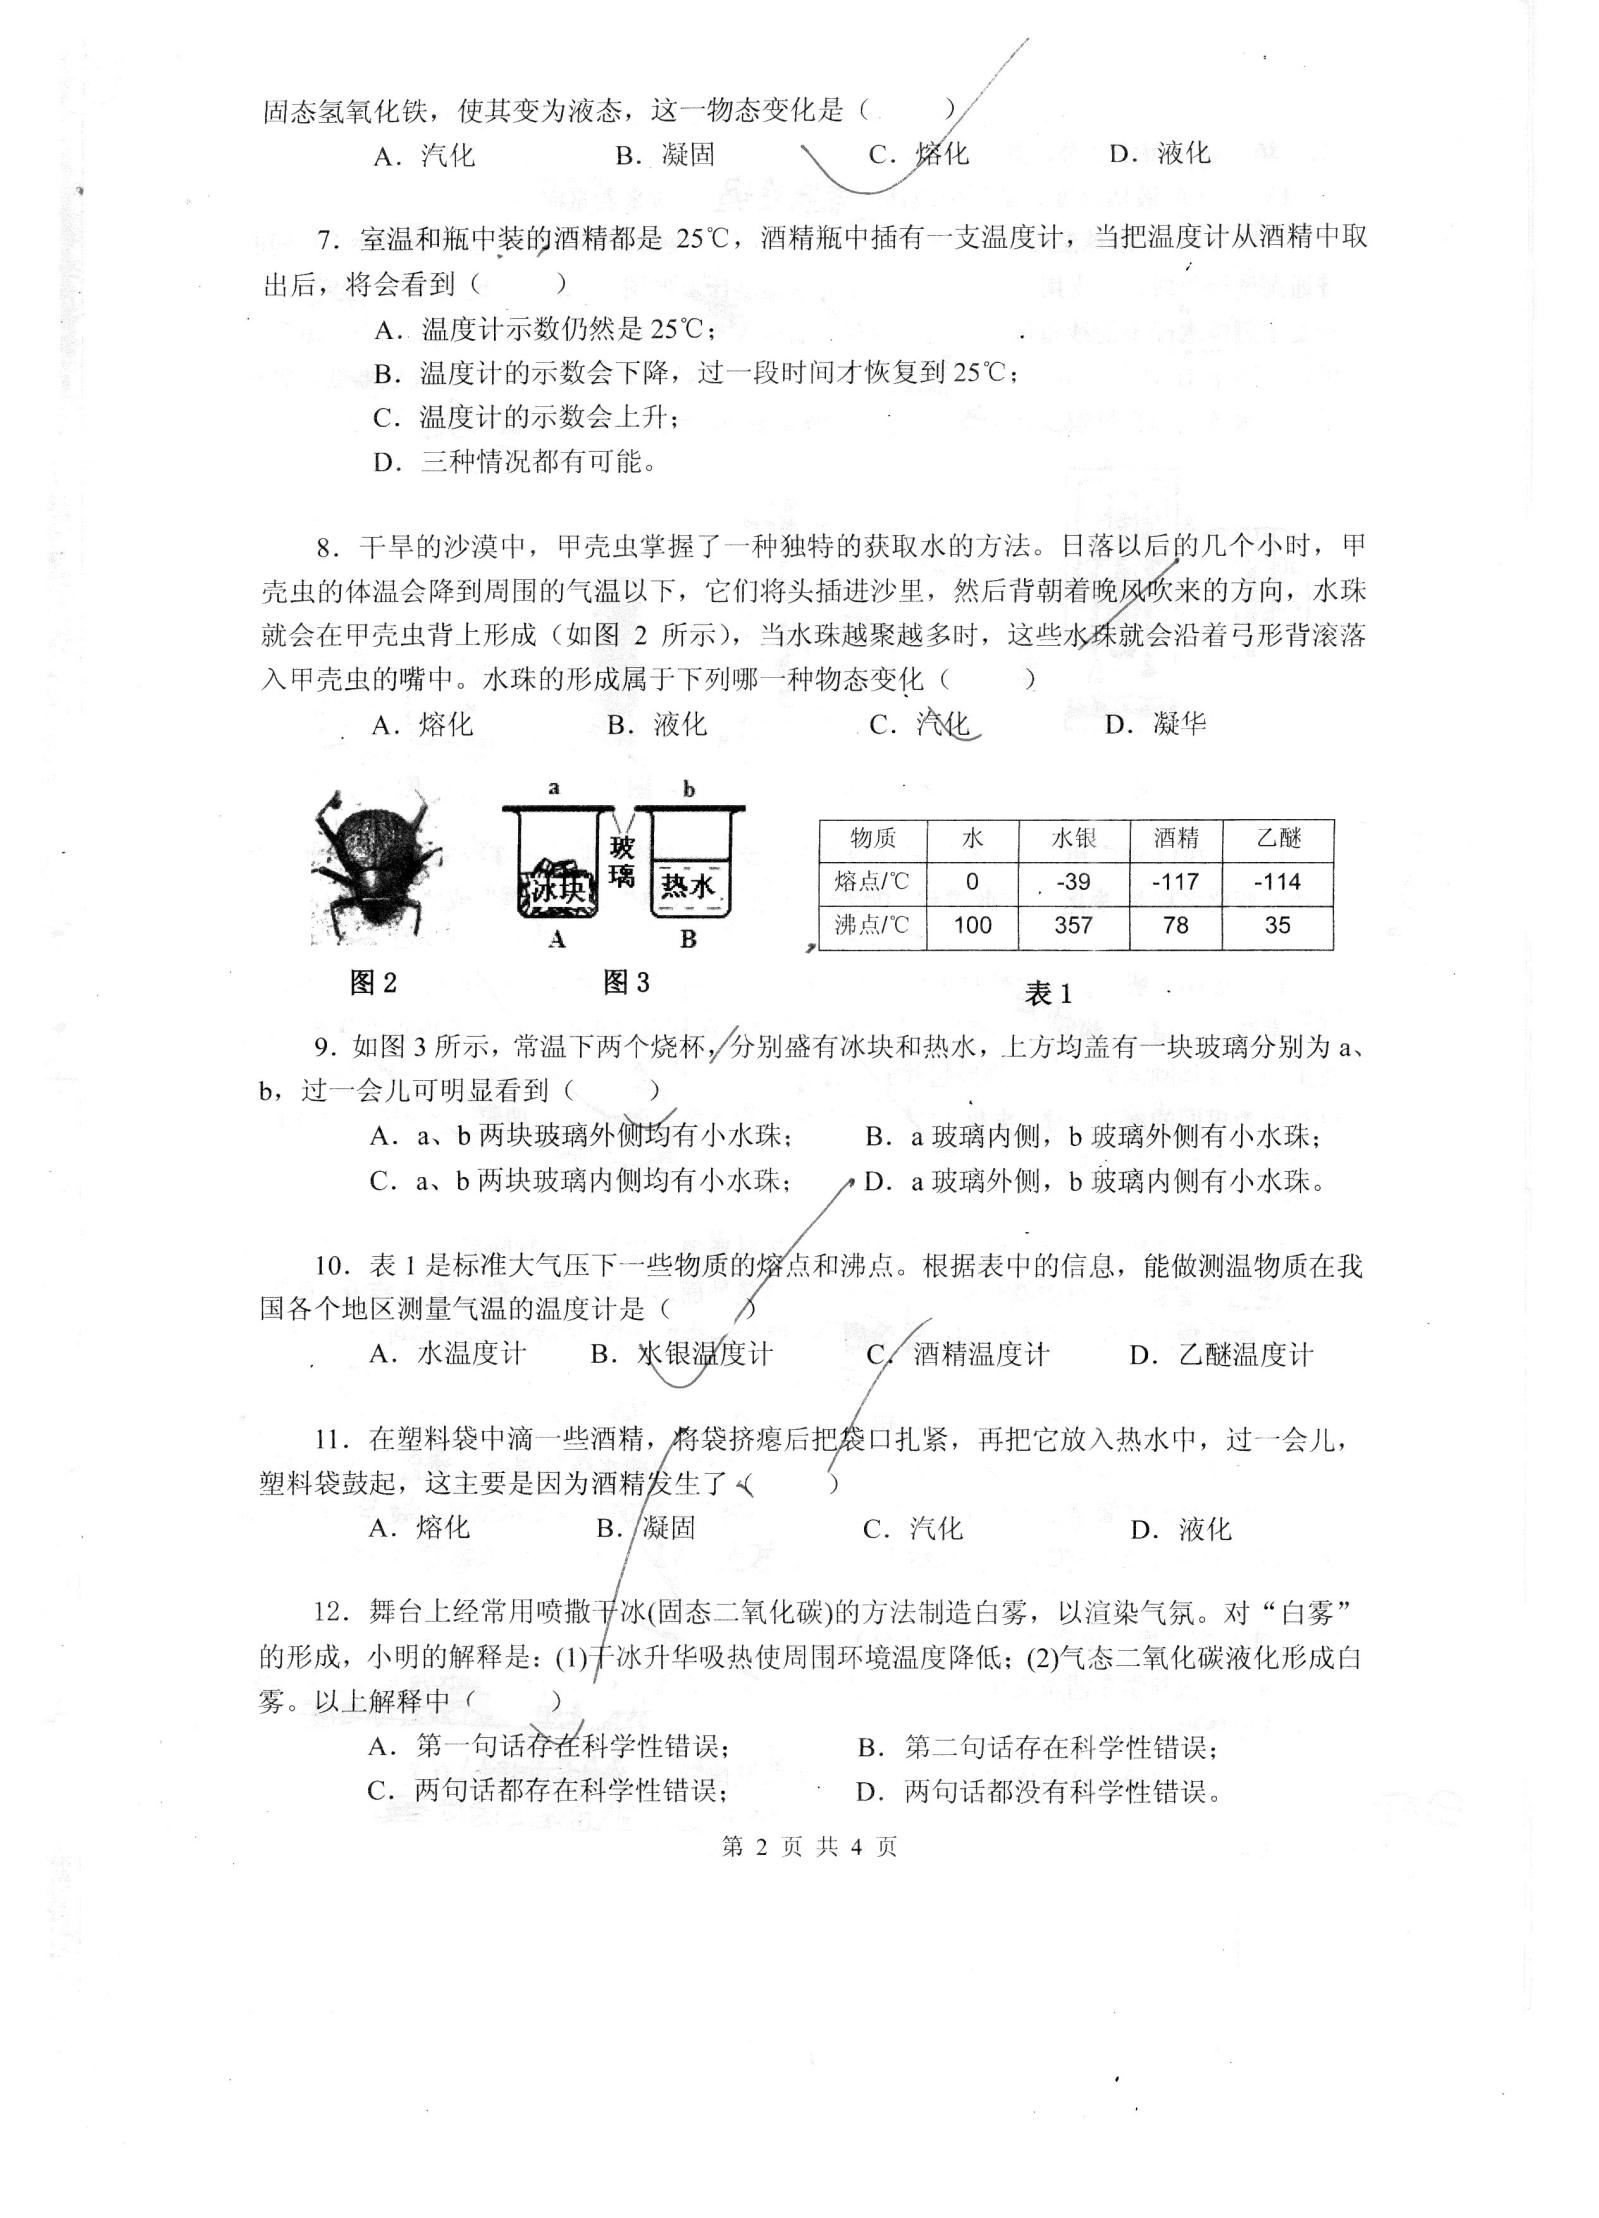 固态氢氧化铁，使其变为液态，这一物态变化是（　　）
A．汽化　B．凝固　C．熔化　D．液化
7．室温和瓶中装的酒精都是 25℃，酒精瓶中插有一支温度计，当把温度计从酒精中取
出后，将会看到（　　）
A．温度计示数仍然是 25℃；
B．温度计的示数会下降，过一段时间才恢复到 25℃；
C．温度计的示数会上升；
D．三种情况都有可能。
8．干旱的沙漠中，甲壳虫掌握了一种独特的获取水的方法。日落以后的几个小时，甲
壳虫的体温会降到周围的气温以下，它们将头插进沙里，然后背朝着晚风吹来的方向，水珠
就会在甲壳虫背上形成（如图 2 所示），当水珠越聚越多时，这些水珠就会沿着弓形背滚落
入甲壳虫的嘴中。水珠的形成属于下列哪一种物态变化（　　）
A．熔化　B．液化　C．汽化　D．凝华
a　b
玻璃
冰块　热水
A　B
图 2　图 3
物质　水　水银　酒精　乙醚
熔点/℃　0　-39　-117　-114
沸点/℃　100　357　78　35
表 1
9．如图 3 所示，常温下两个烧杯，分别盛有冰块和热水，上方均盖有一块玻璃分别为 a、
b，过一会儿可明显看到（　　）
A．a、b 两块玻璃外侧均有小水珠；　B．a 玻璃内侧，b 玻璃外侧有小水珠；
C．a、b 两块玻璃内侧均有小水珠；　D．a 玻璃外侧，b 玻璃内侧有小水珠。
10．表 1 是标准大气压下一些物质的熔点和沸点。根据表中的信息，能做测温物质在我
国各个地区测量气温的温度计是（　　）
A．水温度计　B．水银温度计　C．酒精温度计　D．乙醚温度计
11．在塑料袋中滴一些酒精，将袋挤瘪后把袋口扎紧，再把它放入热水中，过一会儿，
塑料袋鼓起，这主要是因为酒精发生了（　　）
A．熔化　B．凝固　C．汽化　D．液化
12．舞台上经常用喷撒干冰(固态二氧化碳)的方法制造白雾，以渲染气氛。对“白雾”
的形成，小明的解释是：(1)干冰升华吸热使周围环境温度降低；(2)气态二氧化碳液化形成白
雾。以上解释中（　　）
A．第一句话存在科学性错误；　B．第二句话存在科学性错误；
C．两句话都存在科学性错误；　D．两句话都没有科学性错误。
第 2 页 共 4 页